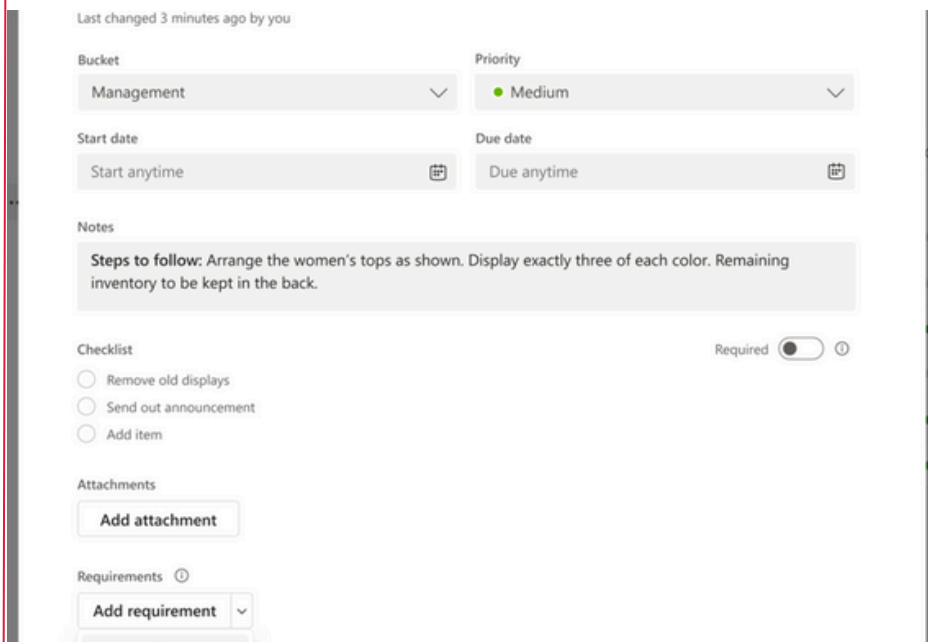 Last changed 3 minutes ago by you
Bucket
Priority
Management
Medium
Start date
Due date
Start anytime
Due anytime
Notes
Steps to follow: Arrange the women's tops as shown. Display exactly three of each color. Remaining
inventory to be kept in the back.
Checklist
Required
Remove old displays
Send out announcement
Add item
Attachments
Add attachment
Requirements
Add requirement